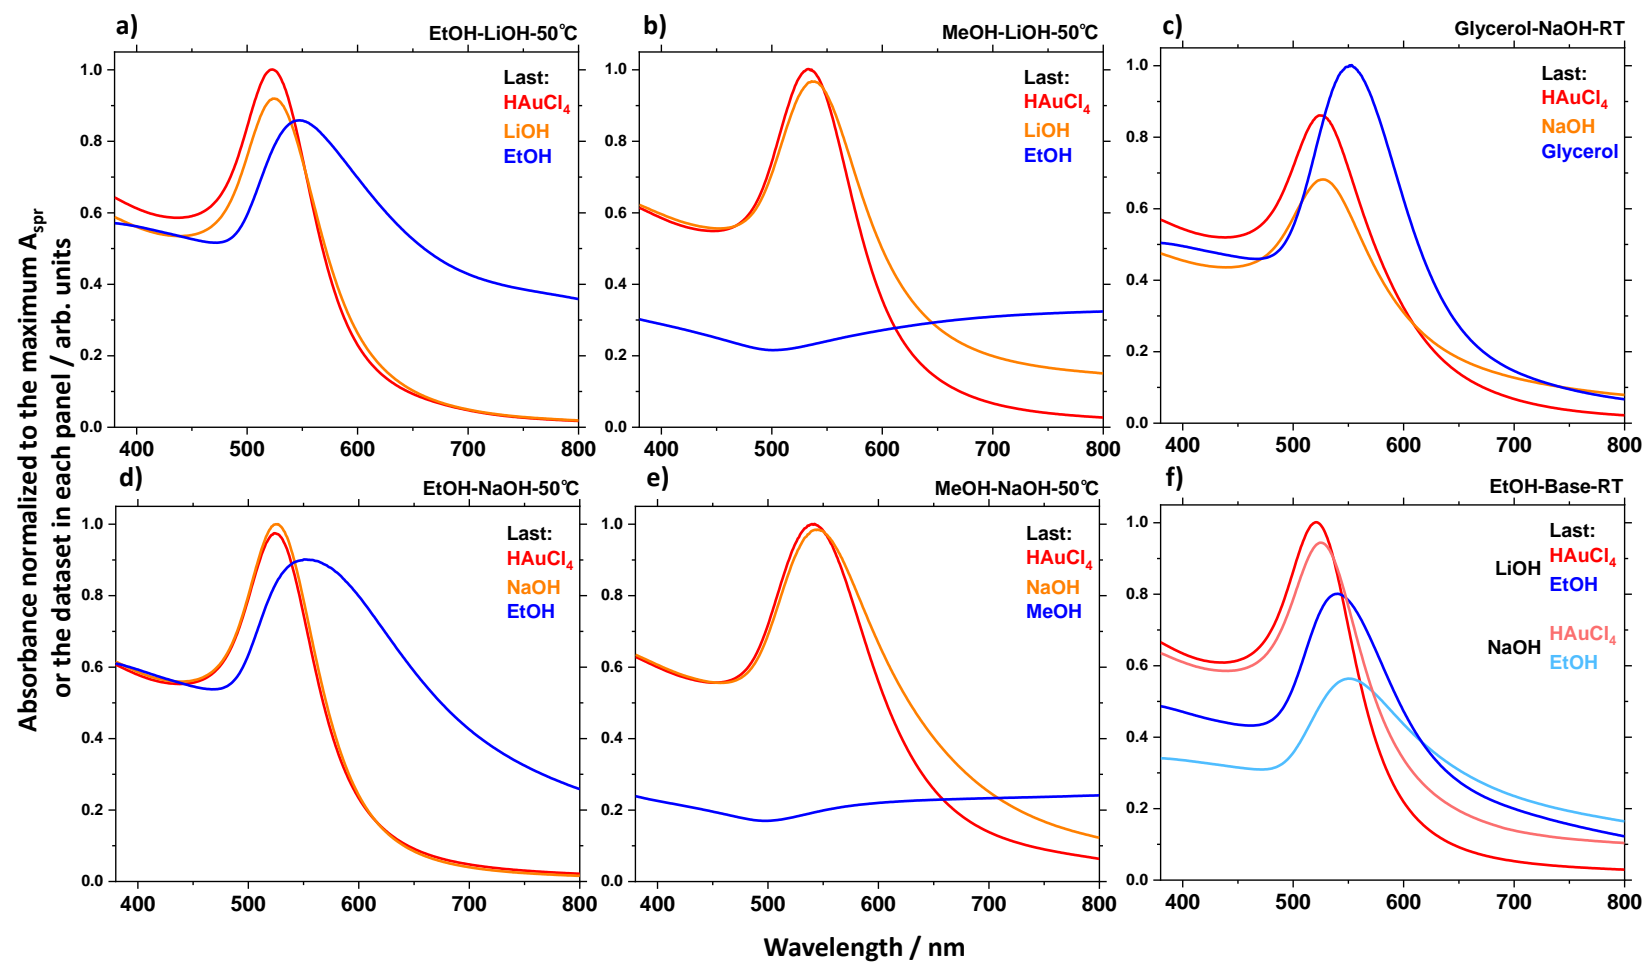 Absorbance normalized to the maximum A_spr
or the dataset in each panel / arb. units
a)
EtOH-LiOH-50°C
Last:
HAuCl4
LiOH
EtOH
1.0
0.8
0.6
0.4
0.2
0.0
400 500 600 700 800
b)
MeOH-LiOH-50°C
Last:
HAuCl4
LiOH
EtOH
1.0
0.8
0.6
0.4
0.2
0.0
400 500 600 700 800
c)
Glycerol-NaOH-RT
Last:
HAuCl4
NaOH
Glycerol
1.0
0.8
0.6
0.4
0.2
0.0
400 500 600 700 800
d)
EtOH-NaOH-50°C
Last:
HAuCl4
NaOH
EtOH
1.0
0.8
0.6
0.4
0.2
0.0
400 500 600 700 800
e)
MeOH-NaOH-50°C
Last:
HAuCl4
NaOH
MeOH
1.0
0.8
0.6
0.4
0.2
0.0
400 500 600 700 800
f)
EtOH-Base-RT
Last:
LiOH
HAuCl4
EtOH
NaOH
HAuCl4
EtOH
1.0
0.8
0.6
0.4
0.2
0.0
400 500 600 700 800
Wavelength / nm